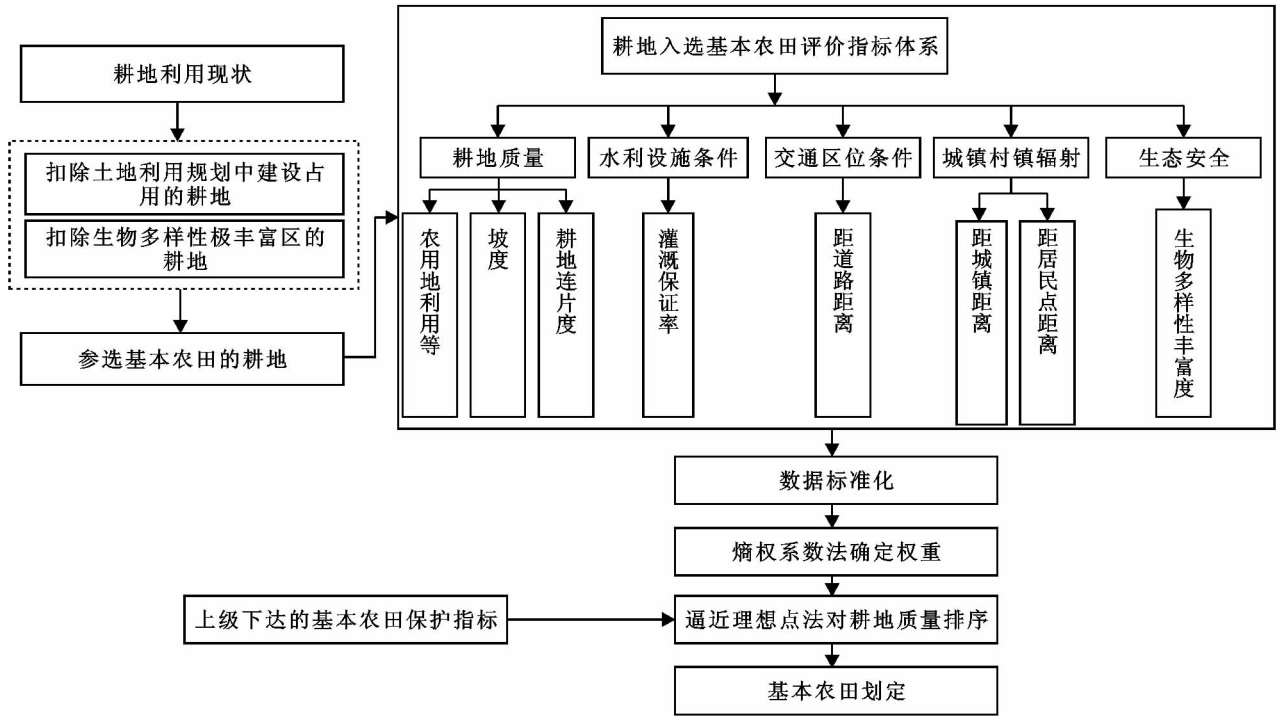 耕地利用现状
扣除土地利用规划中建设占
用的耕地
扣除生物多样性极丰富区的
耕地
参选基本农田的耕地
耕地入选基本农田评价指标体系
耕地质量
水利设施条件
交通区位条件
城镇村镇辐射
生态安全
农用地利用等
坡度
耕地连片度
灌溉保证率
距道路距离
距城镇距离
距居民点距离
生物多样性丰富度
数据标准化
熵权系数法确定权重
上级下达的基本农田保护指标
逼近理想点法对耕地质量排序
基本农田划定